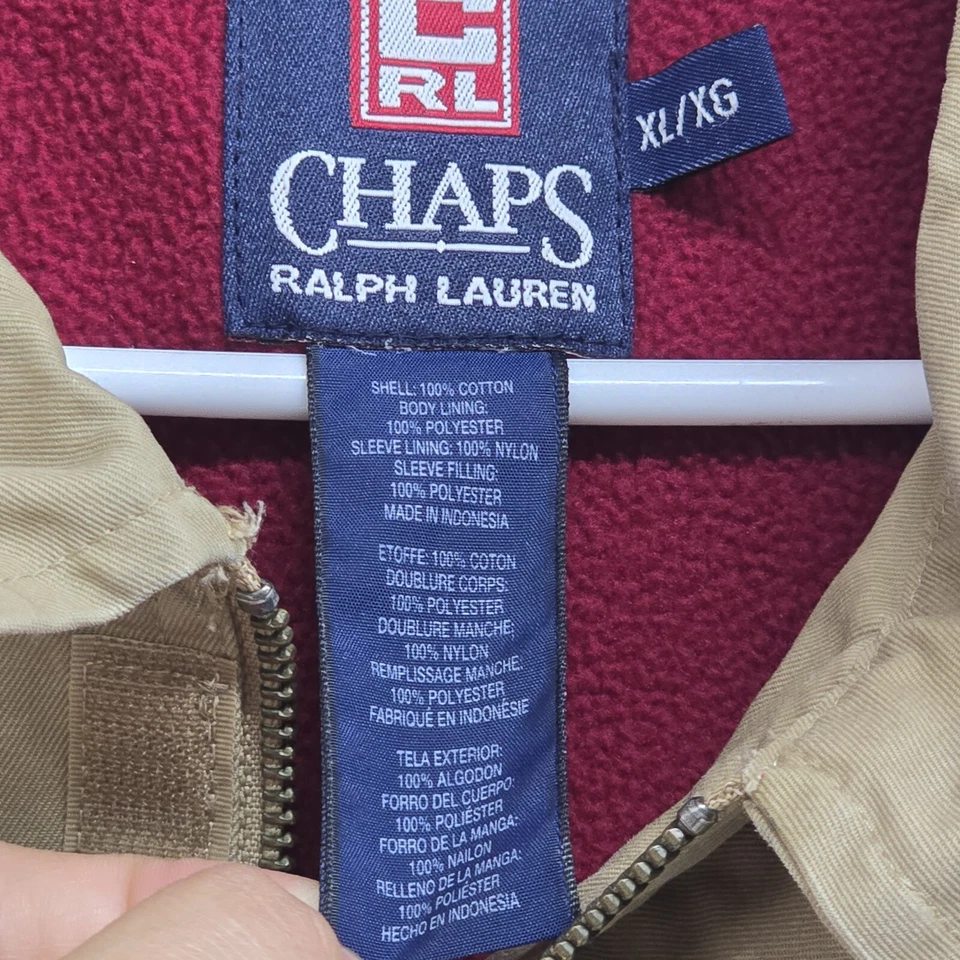 C
RL
CHAPS
RALPH LAUREN
XL/XG
SHELL: 100% COTTON
BODY LINING:
100% POLYESTER
SLEEVE LINING: 100% NYLON
SLEEVE FILLING:
100% POLYESTER
MADE IN INDONESIA
ETOFFE: 100% COTON
DOUBLURE CORPS:
100% POLYESTER
DOUBLURE MANCHE:
100% NYLON
REMPLISSAGE MANCHE:
100% POLYESTER
FABRIQUÉ EN INDONÉSIE
TELA EXTERIOR:
100% ALGODON
FORRO DEL CUERPO:
100% POLIÉSTER
FORRO DE LA MANGA:
100% NAILON
RELLENO DE LA MANGA:
100% POLIÉSTER
HECHO EN INDONESIA